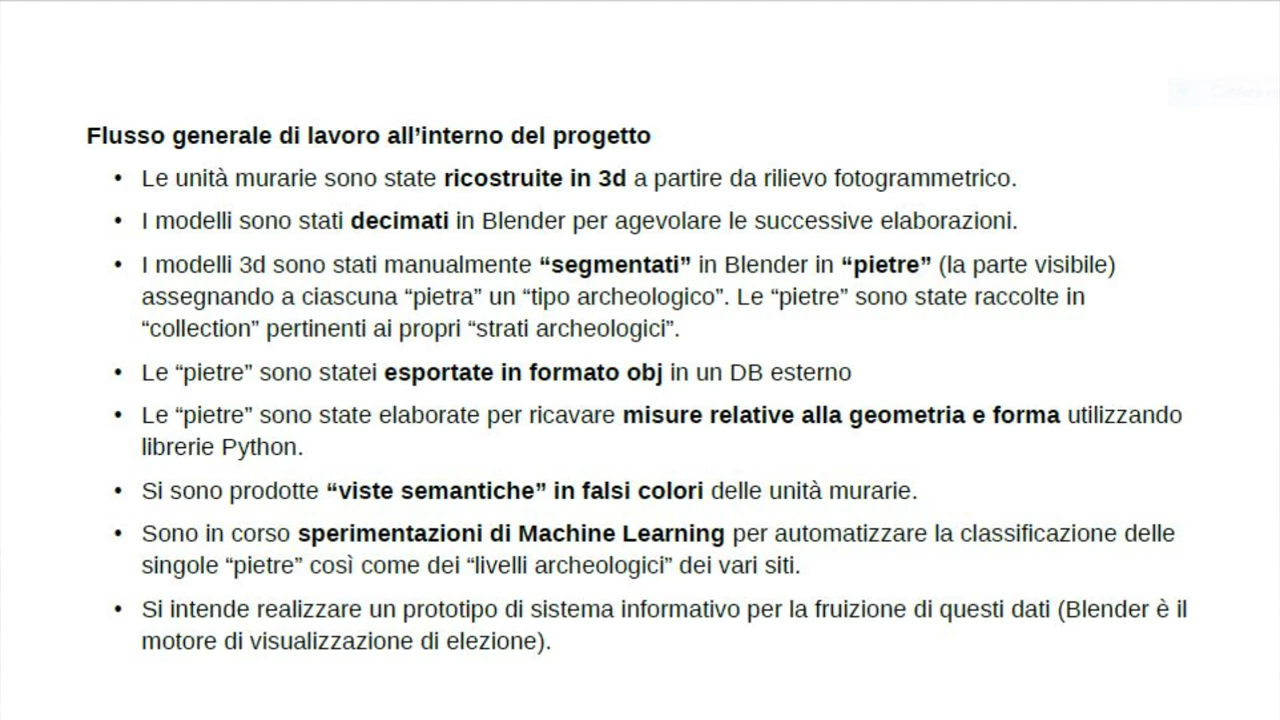 Flusso generale di lavoro all’interno del progetto
• Le unità murarie sono state ricostruite in 3d a partire da rilievo fotogrammetrico.
• I modelli sono stati decimati in Blender per agevolare le successive elaborazioni.
• I modelli 3d sono stati manualmente “segmentati” in Blender in “pietre” (la parte visibile)
assegnando a ciascuna “pietra” un “tipo archeologico”. Le “pietre” sono state raccolte in
“collection” pertinenti ai propri “strati archeologici”.
• Le “pietre” sono statei esportate in formato obj in un DB esterno
• Le “pietre” sono state elaborate per ricavare misure relative alla geometria e forma utilizzando
librerie Python.
• Si sono prodotte “viste semantiche” in falsi colori delle unità murarie.
• Sono in corso sperimentazioni di Machine Learning per automatizzare la classificazione delle
singole “pietre” così come dei “livelli archeologici” dei vari siti.
• Si intende realizzare un prototipo di sistema informativo per la fruizione di questi dati (Blender è il
motore di visualizzazione di elezione).